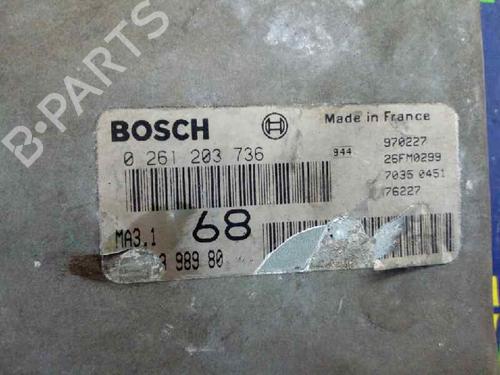 B-PARTS
BOSCH
Made in France
0 261 203 736
944
970227
26FM0299
7035 0451
76227
MA3.1
68
989 80